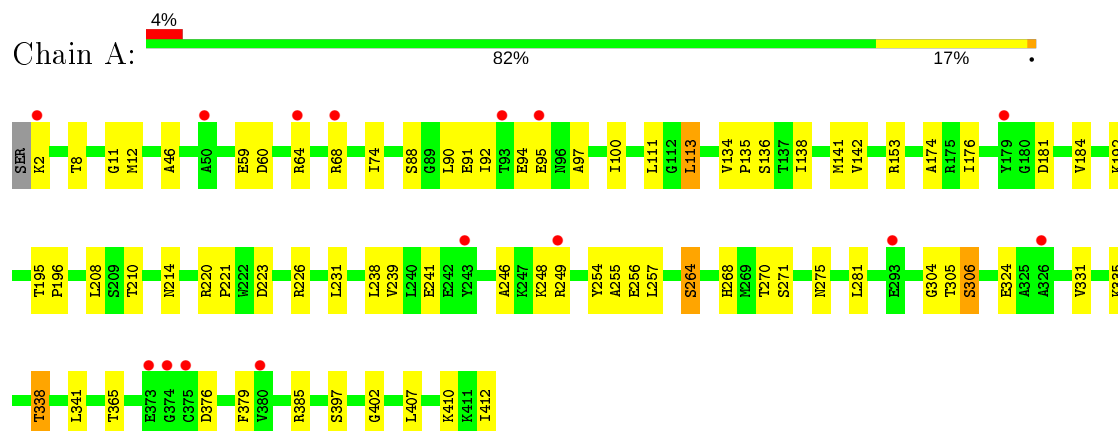 4%
Chain A:
82% 17% •
SER K2 T8 G11 M12 A46 A50 E59 D60 R64 R68 I74 S88 G89 L90 E91 I92 T93 E94 E95 N96 A97 I100 L111 G112 L113 V134 P135 S136 T137 I138 M141 V142 R153 A174 R175 I176 Y179 G180 D181 V184 K192
T195 P196 L208 S209 T210 N214 R220 P221 W222 D223 R226 L231 L238 V239 L240 E241 E242 Y243 A246 K247 K248 R249 Y254 A255 E256 L257 S264 H268 M269 T270 S271 N275 L281 E293 G304 T305 S306 E324 A325 A326 V331 K335
T338 L341 T365 E373 G374 C375 D376 F379 V380 R385 S397 G402 L407 K410 K411 I412